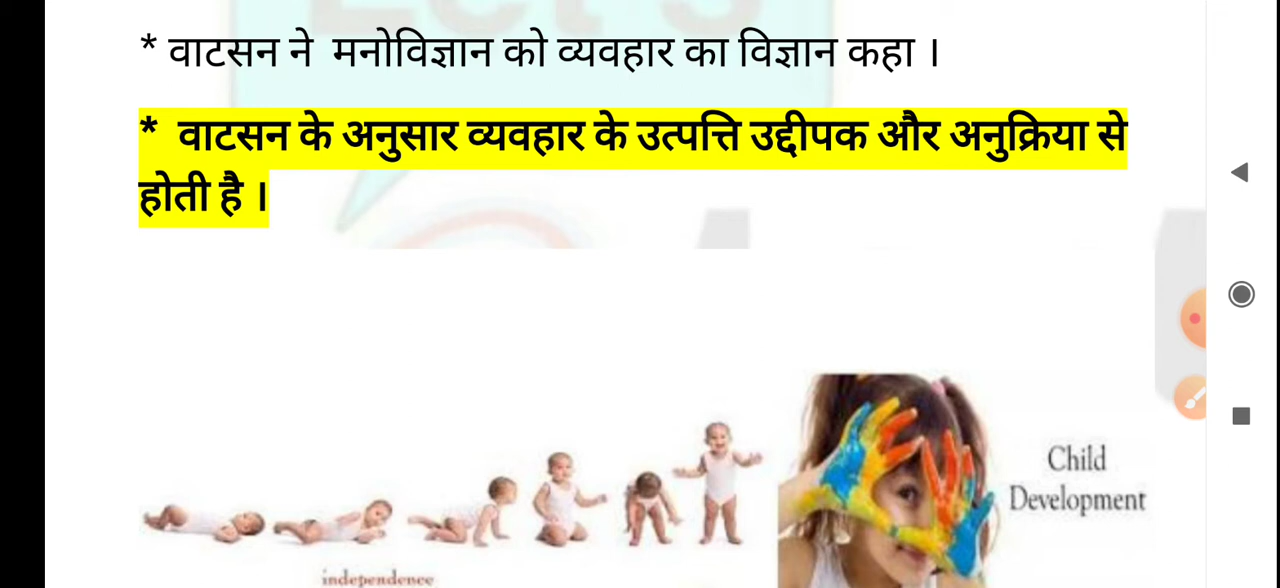 * वाटसन ने मनोविज्ञान को व्यवहार का विज्ञान कहा ।
* वाटसन के अनुसार व्यवहार के उत्पत्ति उद्दीपक और अनुक्रिया से
होती है ।
Child
Development
independence